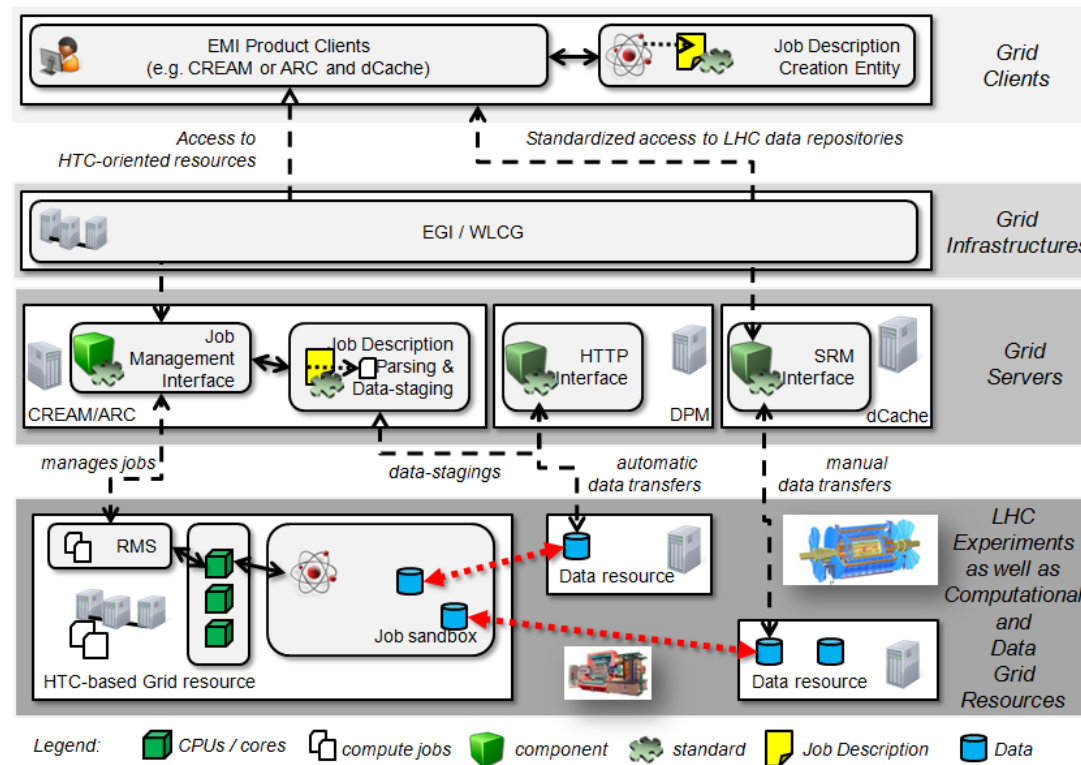 EMI Product Clients
(e.g. CREAM or ARC and dCache)
Job Description
Creation Entity
Grid
Clients
Access to
HTC-oriented resources
Standardized access to LHC data repositories
EGI / WLCG
Grid
Infrastructures
Job
Management
Interface
CREAM/ARC
Job Description
Parsing &
Data-staging
HTTP
Interface
DPM
SRM
Interface
dCache
Grid
Servers
manages jobs
data-stagings
automatic
data transfers
manual
data transfers
RMS
HTC-based Grid resource
Job sandbox
Data resource
Data resource
LHC
Experiments
as well as
Computational
and
Data
Grid
Resources
Legend:
CPUs / cores
compute jobs
component
standard
Job Description
Data